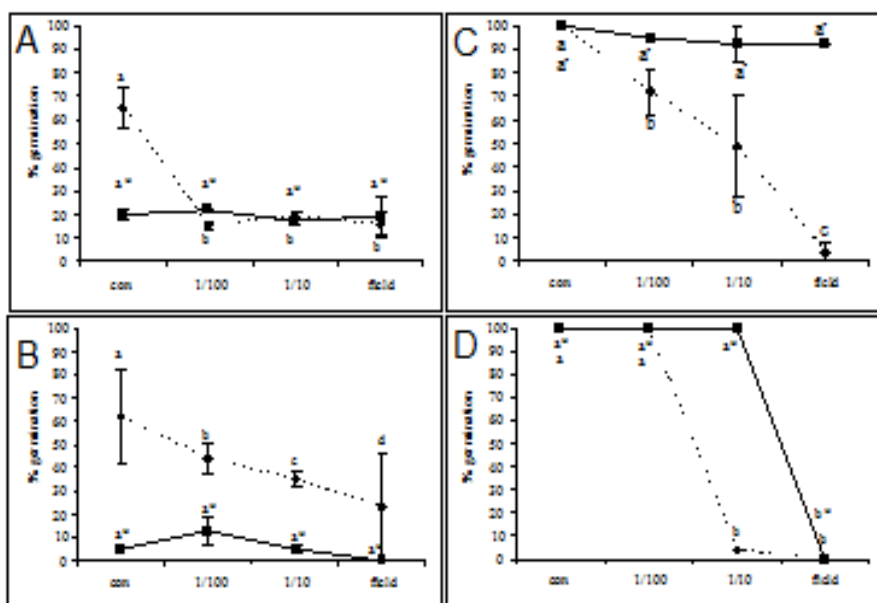 A
% germination
100
90
80
70
60
50
40
30
20
10
0
a
a* a* a* a*
b b b
con 1/100 1/10 field
C
% germination
100
90
80
70
60
50
40
30
20
10
0
a
b b c
con 1/100 1/10 field
B
% germination
100
90
80
70
60
50
40
30
20
10
0
a b c d
a* a* a* a*
con 1/100 1/10 field
D
% germination
100
90
80
70
60
50
40
30
20
10
0
a* a* a*
a a
b*
b b
con 1/100 1/10 field